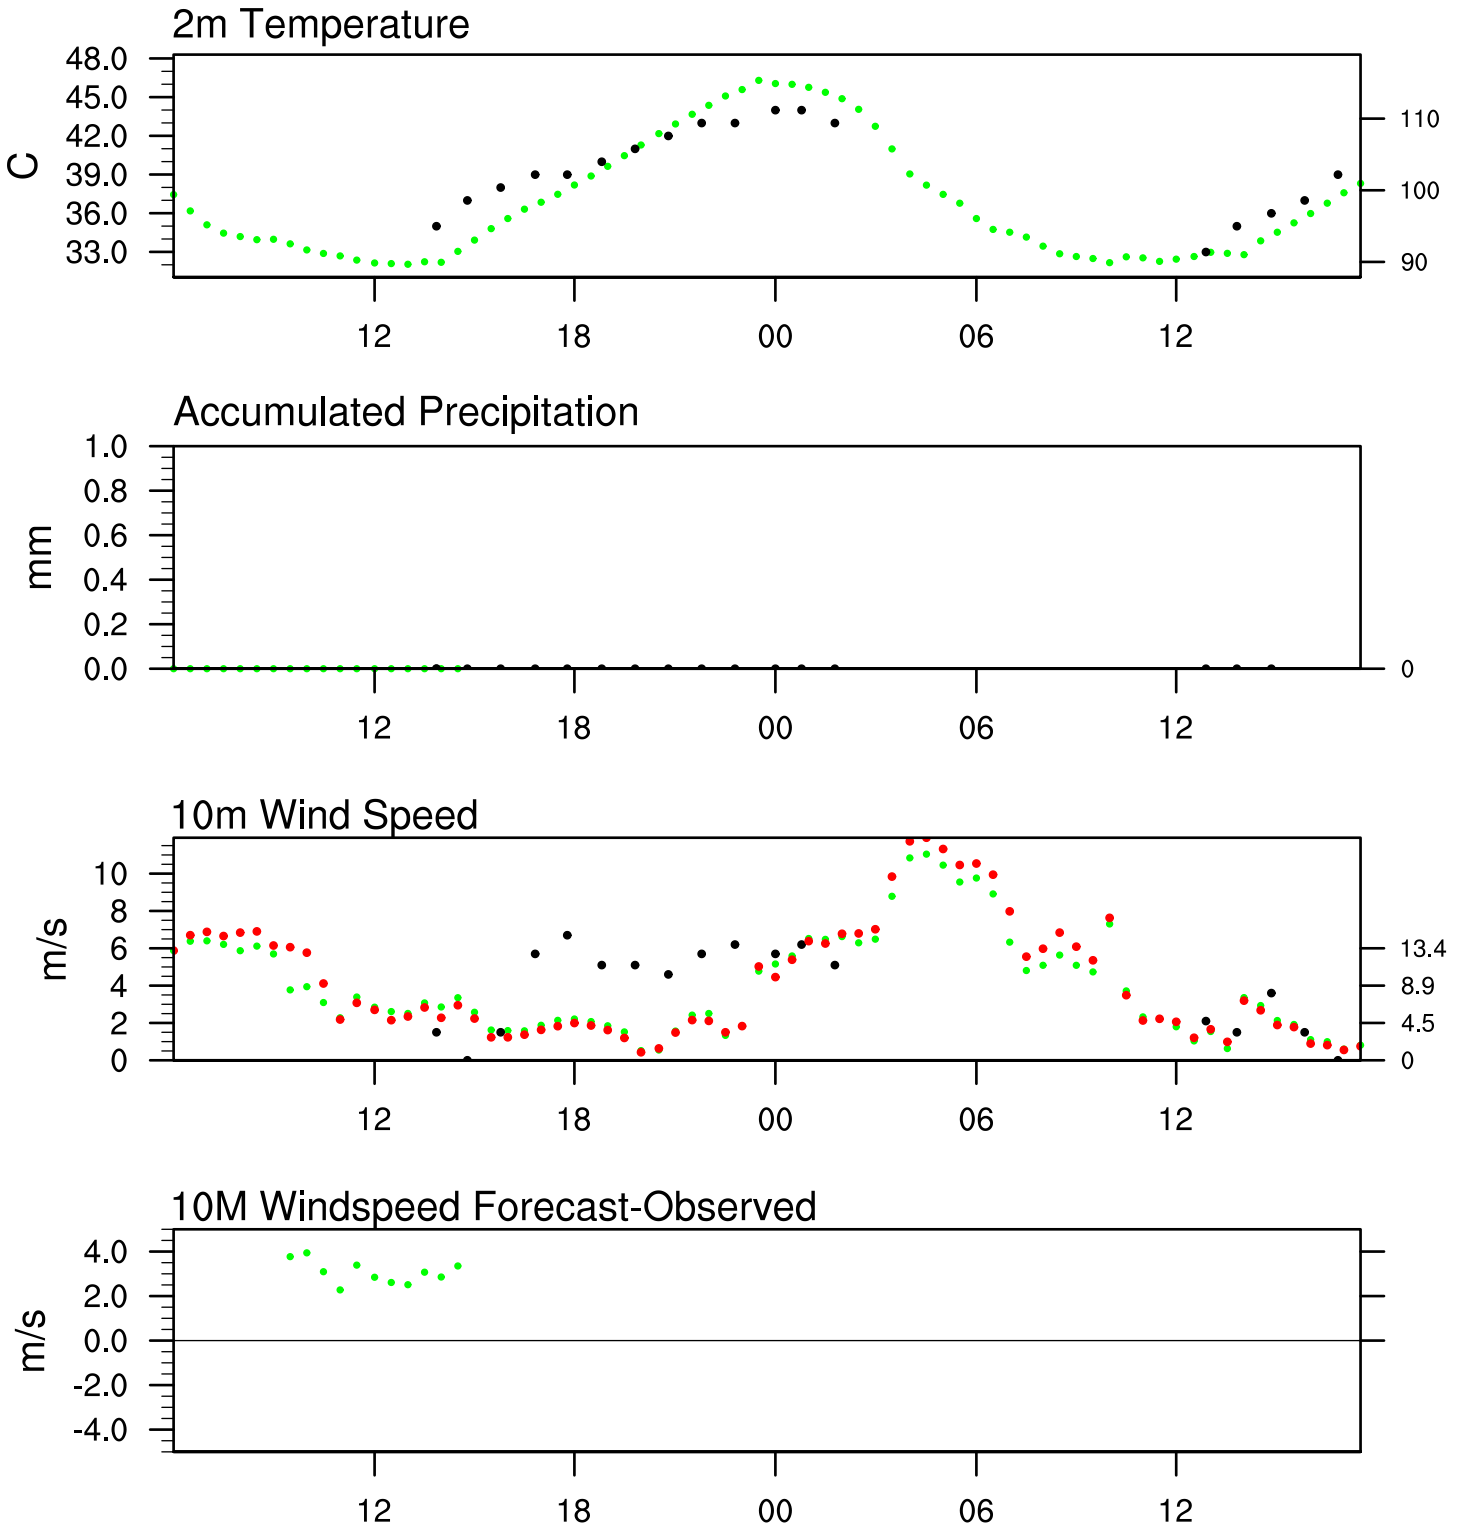 2m Temperature
48.0
45.0
42.0
39.0
36.0
33.0
C
110
100
90
12 18 00 06 12
Accumulated Precipitation
1.0
0.8
0.6
0.4
0.2
0.0
mm
0
12 18 00 06 12
10m Wind Speed
10
8
6
4
2
0
m/s
13.4
8.9
4.5
0
12 18 00 06 12
10M Windspeed Forecast-Observed
4.0
2.0
0.0
-2.0
-4.0
m/s
12 18 00 06 12